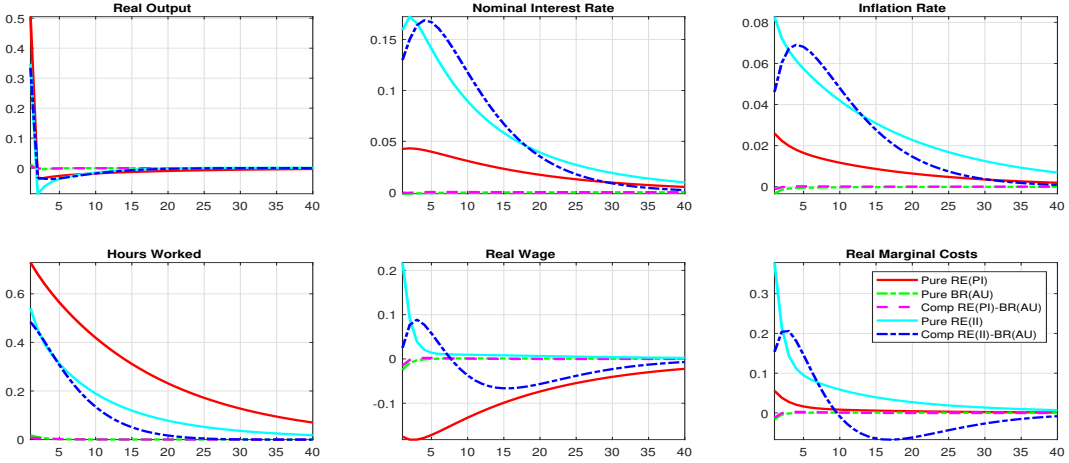 Real Output
0.5
0.4
0.3
0.2
0.1
0
5 10 15 20 25 30 35 40
Nominal Interest Rate
0.15
0.1
0.05
0
5 10 15 20 25 30 35 40
Inflation Rate
0.08
0.06
0.04
0.02
0
5 10 15 20 25 30 35 40
Hours Worked
0.6
0.4
0.2
0
5 10 15 20 25 30 35 40
Real Wage
0.2
0.1
0
-0.1
5 10 15 20 25 30 35 40
Real Marginal Costs
0.3
0.2
0.1
0
5 10 15 20 25 30 35 40
Pure RE(PI)
Pure BR(AU)
Comp RE(PI)-BR(AU)
Pure RE(II)
Comp RE(II)-BR(AU)